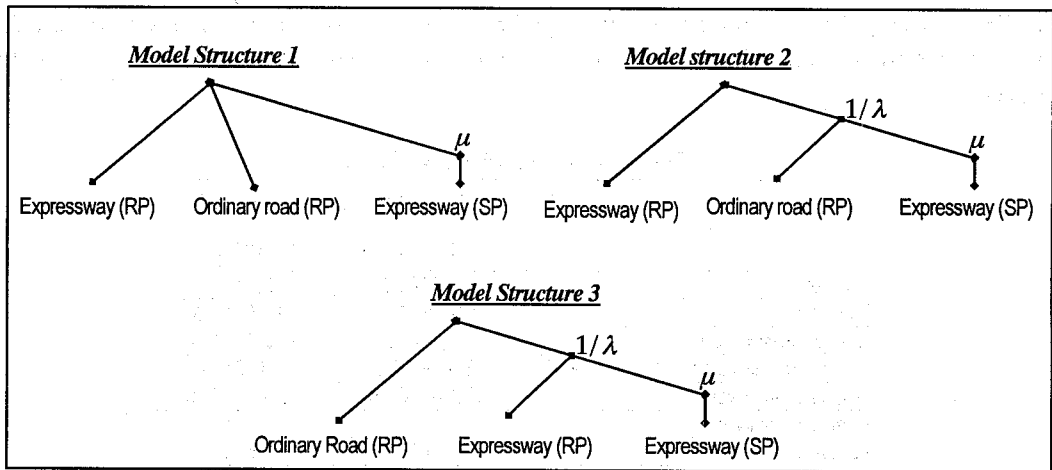 Model Structure 1
μ
Expressway (RP)
Ordinary road (RP)
Expressway (SP)
Model structure 2
1/λ
μ
Expressway (RP)
Ordinary road (RP)
Expressway (SP)
Model Structure 3
1/λ
μ
Ordinary Road (RP)
Expressway (RP)
Expressway (SP)